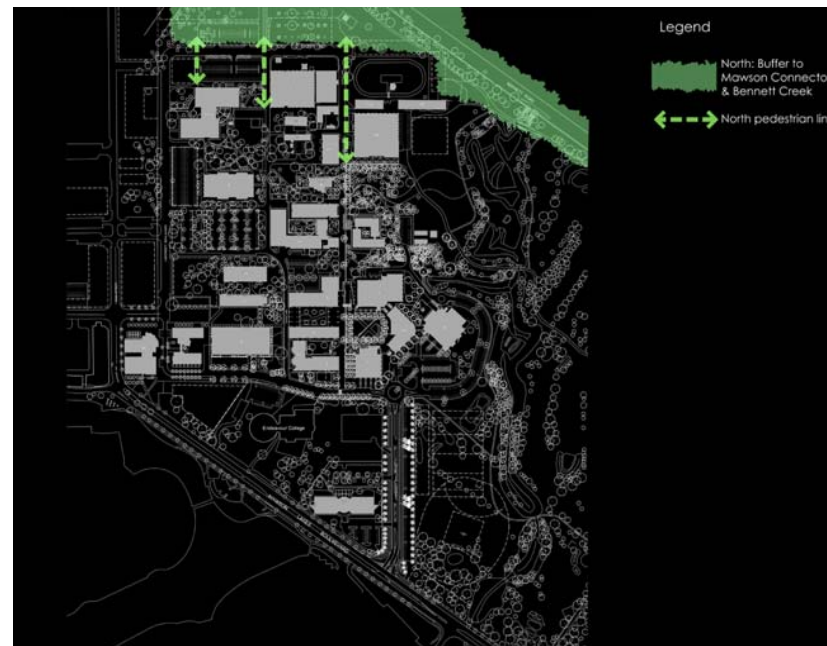 Legend
North: Buffer to
Mawson Connecto
& Bennett Creek
North pedestrian lin
Endeavour College